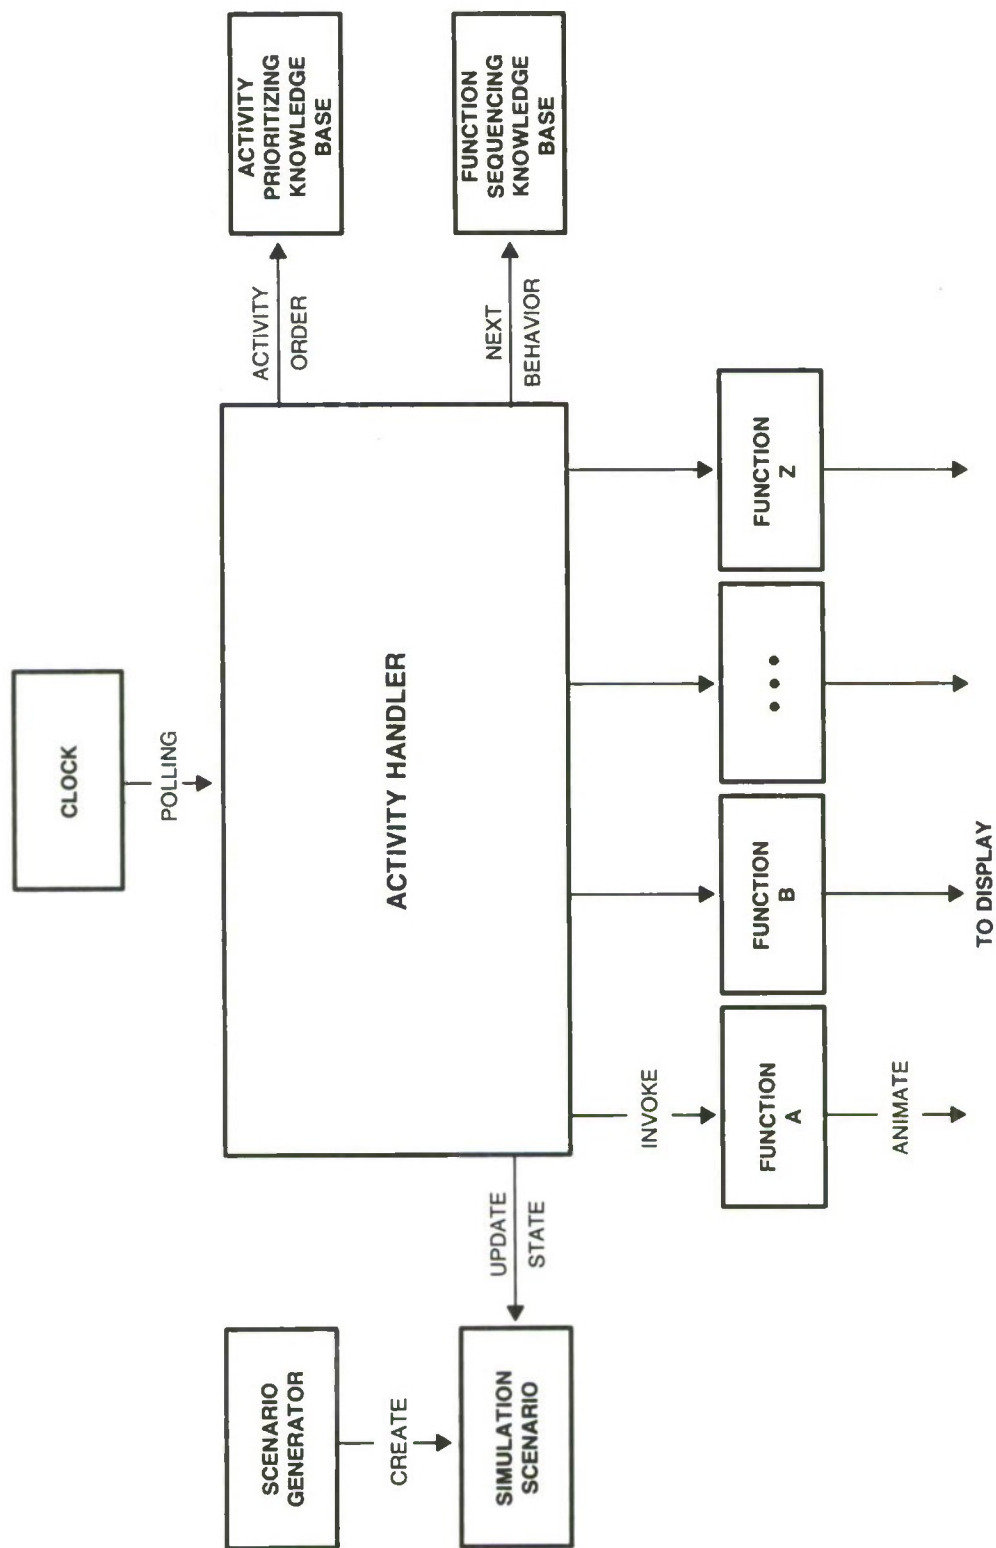 CLOCK
POLLING
SCENARIO
GENERATOR
CREATE
SIMULATION
SCENARIO
UPDATE
STATE
ACTIVITY HANDLER
ACTIVITY
ORDER
ACTIVITY
PRIORITIZING
KNOWLEDGE
BASE
NEXT
BEHAVIOR
FUNCTION
SEQUENCING
KNOWLEDGE
BASE
INVOKE
FUNCTION
A
FUNCTION
B
•••
FUNCTION
Z
ANIMATE
TO DISPLAY